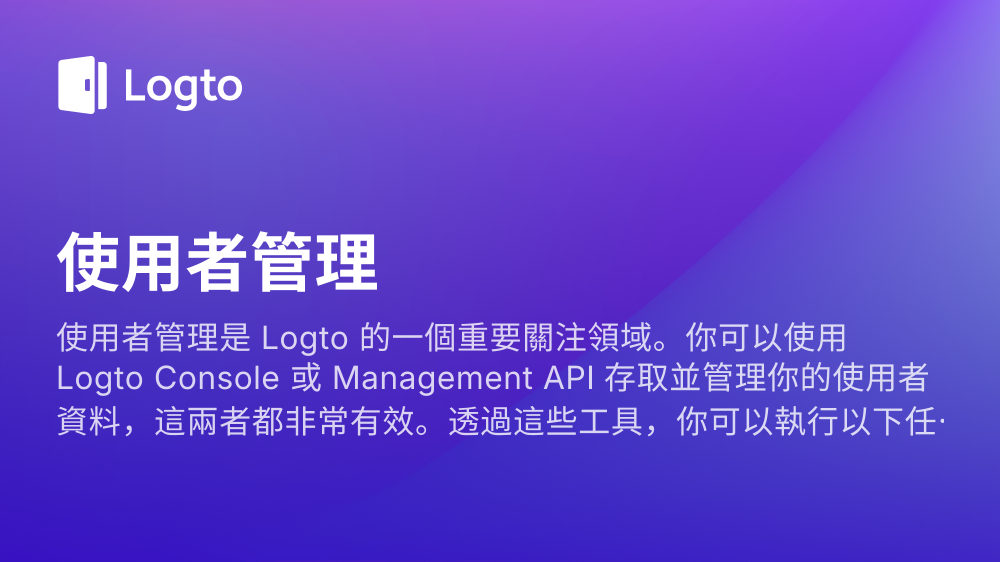 Logto
使用者管理
使用者管理是 Logto 的一個重要關注領域。你可以使用
Logto Console 或 Management API 存取並管理你的使用者
資料，這兩者都非常有效。透過這些工具，你可以執行以下任·